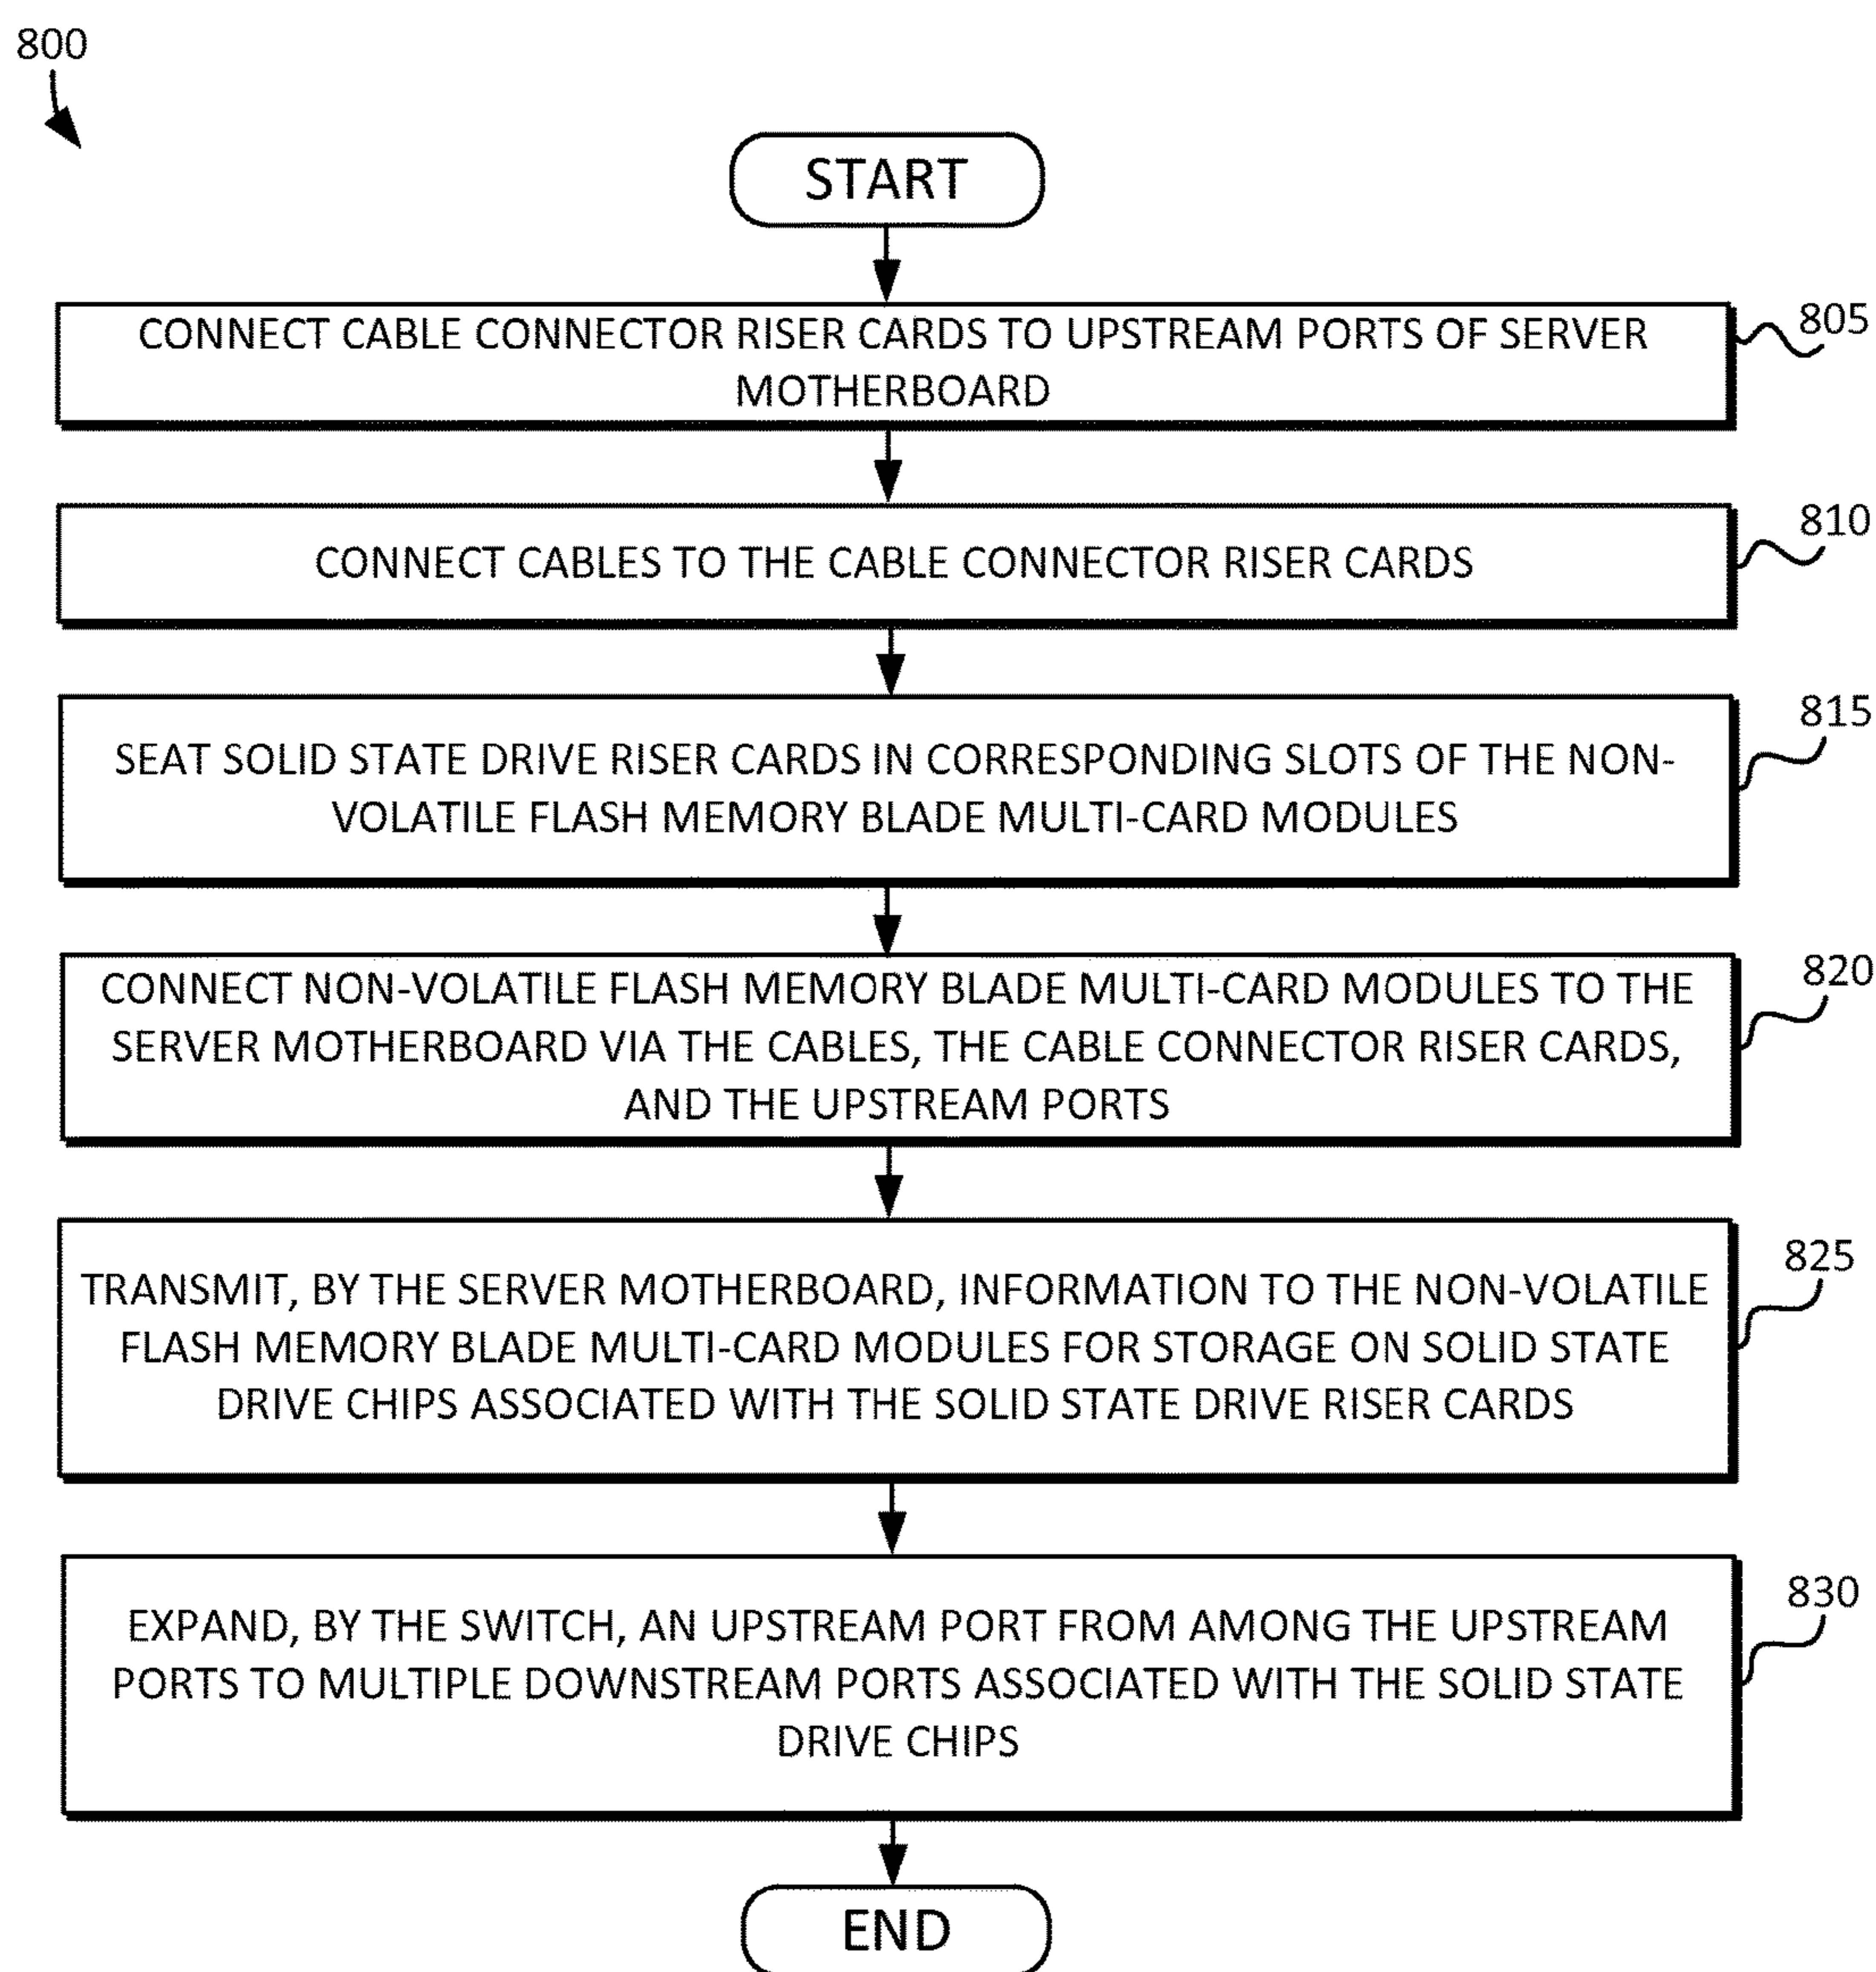 800
START
CONNECT CABLE CONNECTOR RISER CARDS TO UPSTREAM PORTS OF SERVER
MOTHERBOARD
805
CONNECT CABLES TO THE CABLE CONNECTOR RISER CARDS
810
SEAT SOLID STATE DRIVE RISER CARDS IN CORRESPONDING SLOTS OF THE NON-
VOLATILE FLASH MEMORY BLADE MULTI-CARD MODULES
815
CONNECT NON-VOLATILE FLASH MEMORY BLADE MULTI-CARD MODULES TO THE
SERVER MOTHERBOARD VIA THE CABLES, THE CABLE CONNECTOR RISER CARDS,
AND THE UPSTREAM PORTS
820
TRANSMIT, BY THE SERVER MOTHERBOARD, INFORMATION TO THE NON-VOLATILE
FLASH MEMORY BLADE MULTI-CARD MODULES FOR STORAGE ON SOLID STATE
DRIVE CHIPS ASSOCIATED WITH THE SOLID STATE DRIVE RISER CARDS
825
EXPAND, BY THE SWITCH, AN UPSTREAM PORT FROM AMONG THE UPSTREAM
PORTS TO MULTIPLE DOWNSTREAM PORTS ASSOCIATED WITH THE SOLID STATE
DRIVE CHIPS
830
END